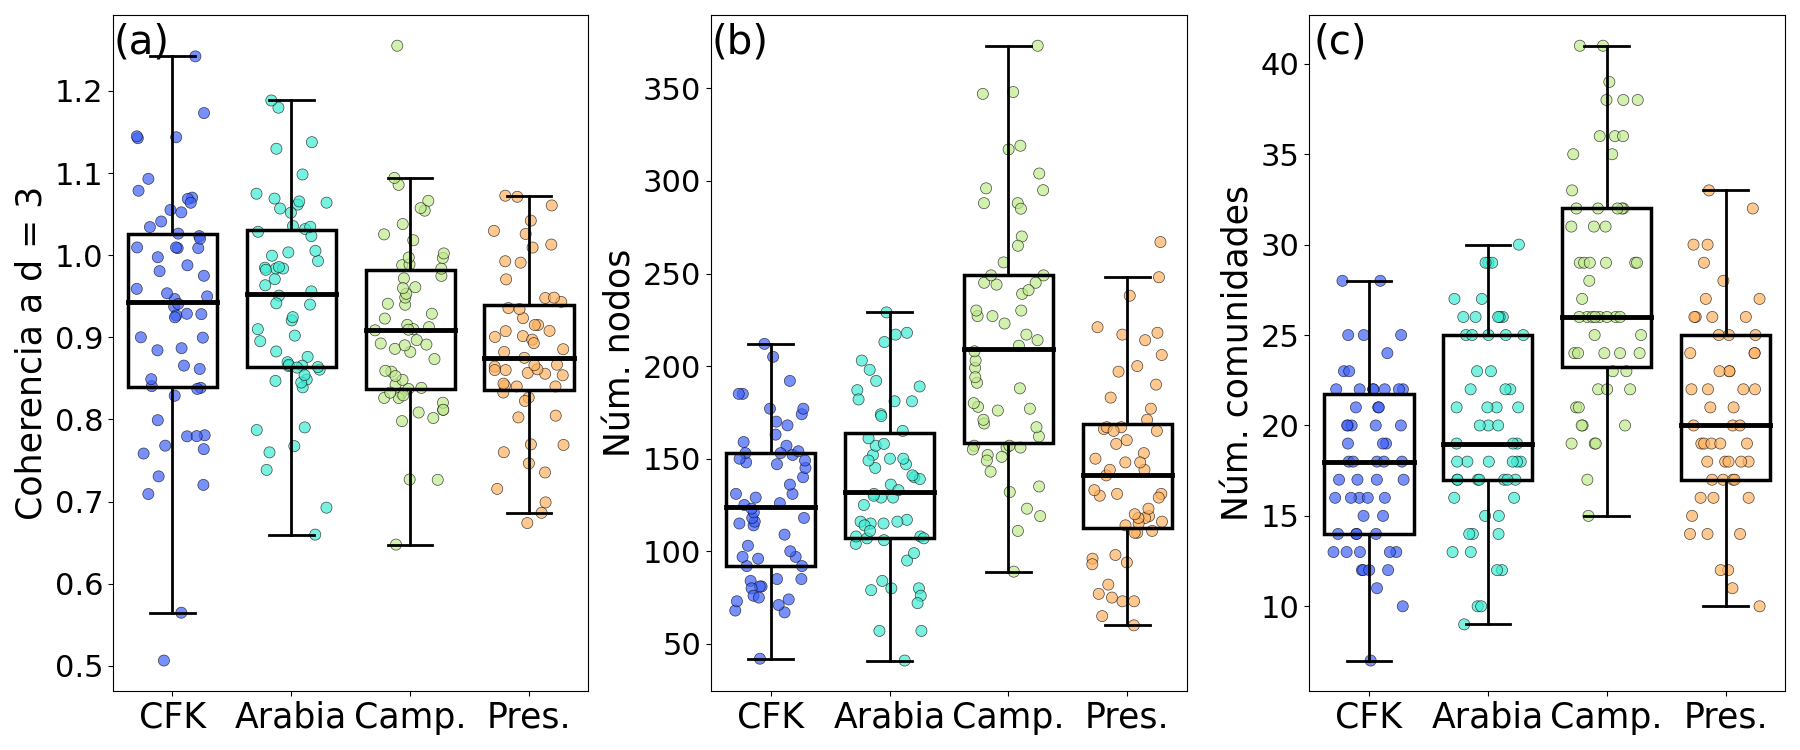 (a)
Coherencia a d = 3
1.2
1.1
1.0
0.9
0.8
0.7
0.6
0.5
CFK Arabia Camp. Pres.
(b)
Núm. nodos
350
300
250
200
150
100
50
CFK Arabia Camp. Pres.
(c)
Núm. comunidades
40
35
30
25
20
15
10
CFK Arabia Camp. Pres.